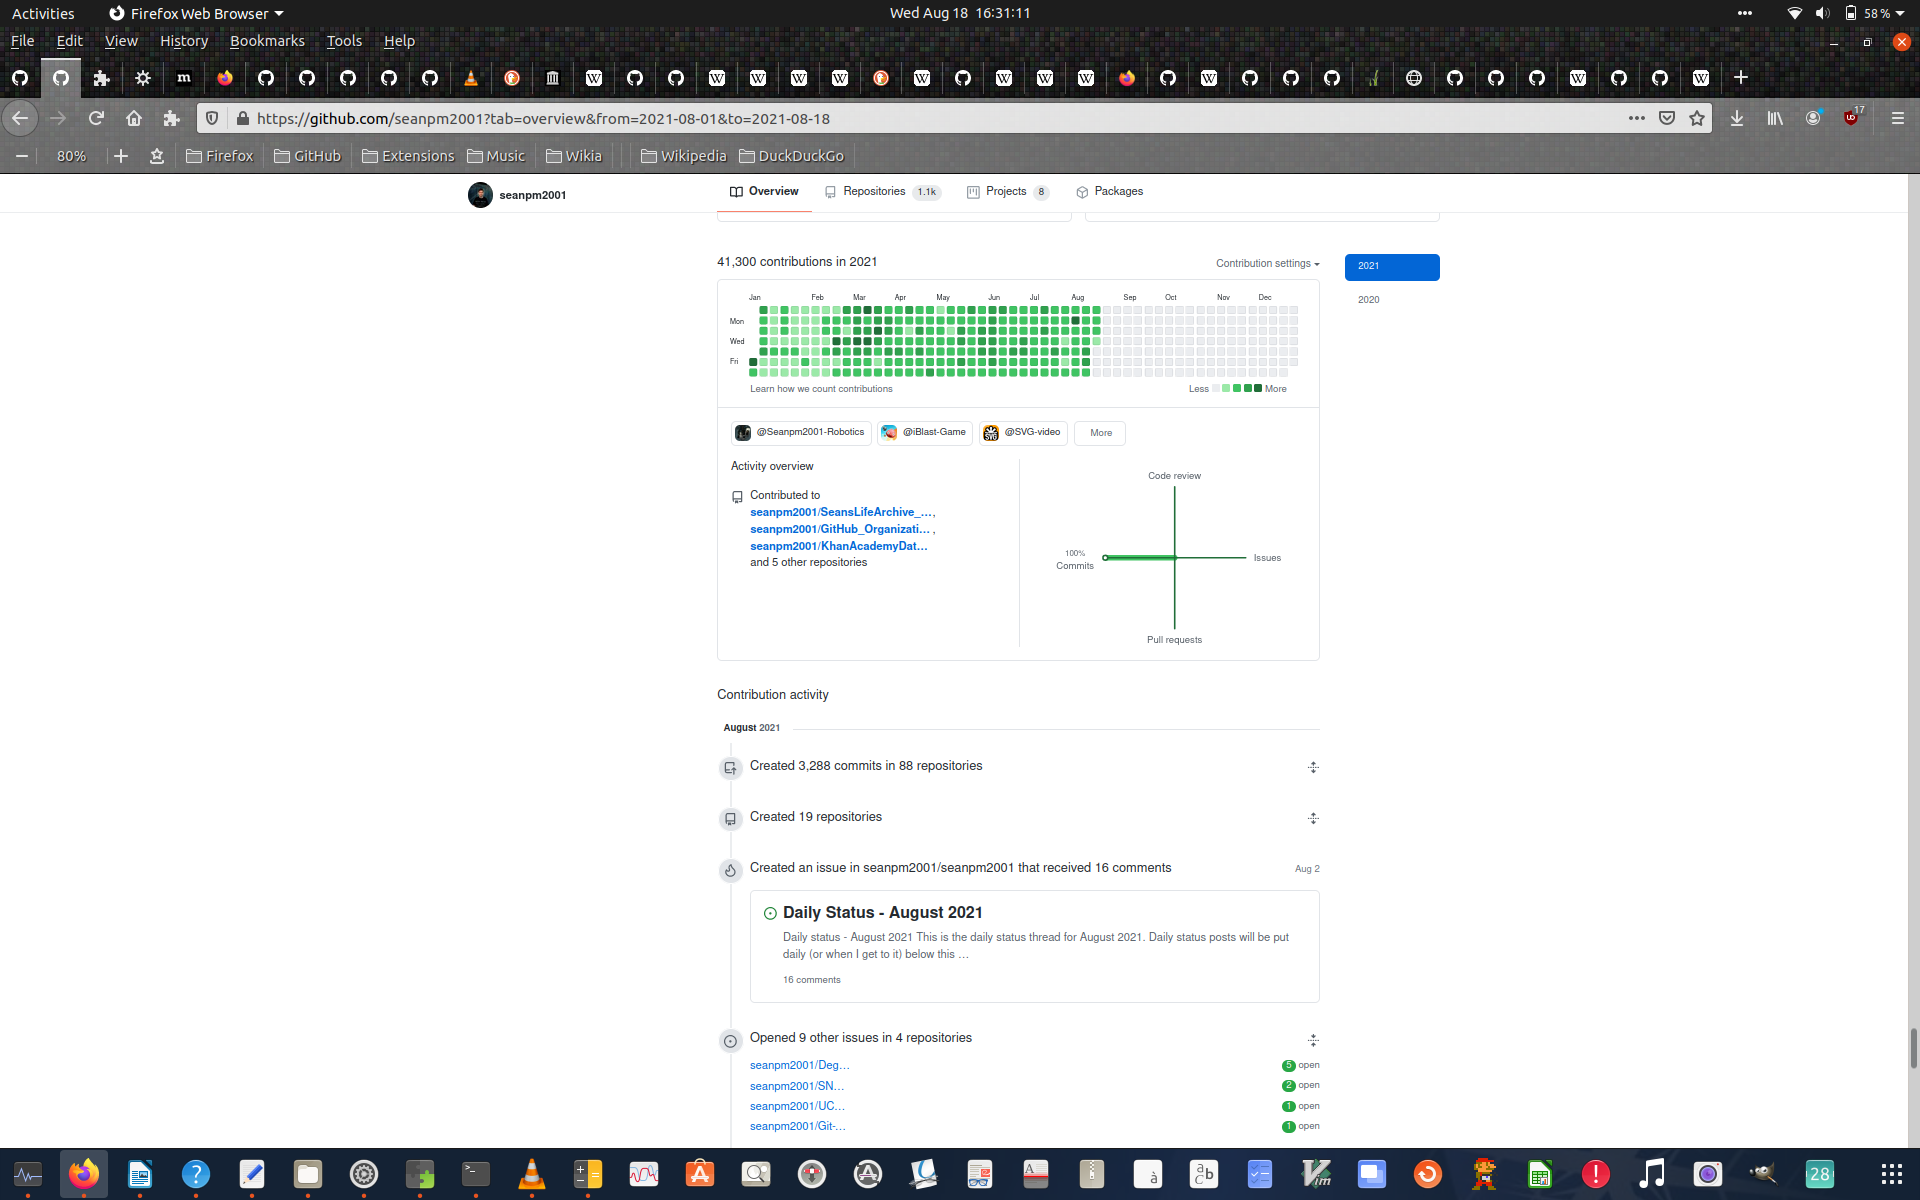 Activities Firefox Web Browser Wed Aug 18 16:31:11 58 %
File Edit View History Bookmarks Tools Help
https://github.com/seanpm2001?tab=overview&from=2021-08-01&to=2021-08-18 17
80% Firefox GitHub Extensions Music Wikia Wikipedia DuckDuckGo
seanpm2001 Overview Repositories 1.1k Projects 8 Packages
41,300 contributions in 2021 Contribution settings 2021
2020
Jan Feb Mar Apr May Jun Jul Aug Sep Oct Nov Dec
Mon
Wed
Fri
Learn how we count contributions Less More
@Seanpm2001-Robotics @iBlast-Game @SVG-video More
Activity overview
Contributed to
seanpm2001/SeansLifeArchive_…,
seanpm2001/GitHub_Organizati… ,
seanpm2001/KhanAcademyDat…
and 5 other repositories
Code review
100%
Commits
Issues
Pull requests
Contribution activity
August 2021
Created 3,288 commits in 88 repositories
Created 19 repositories
Created an issue in seanpm2001/seanpm2001 that received 16 comments Aug 2
Daily Status - August 2021
Daily status - August 2021 This is the daily status thread for August 2021. Daily status posts will be put
daily (or when I get to it) below this …
16 comments
Opened 9 other issues in 4 repositories
seanpm2001/Deg… 5 open
seanpm2001/SN… 2 open
seanpm2001/UC… 1 open
seanpm2001/Git-… 1 open
28